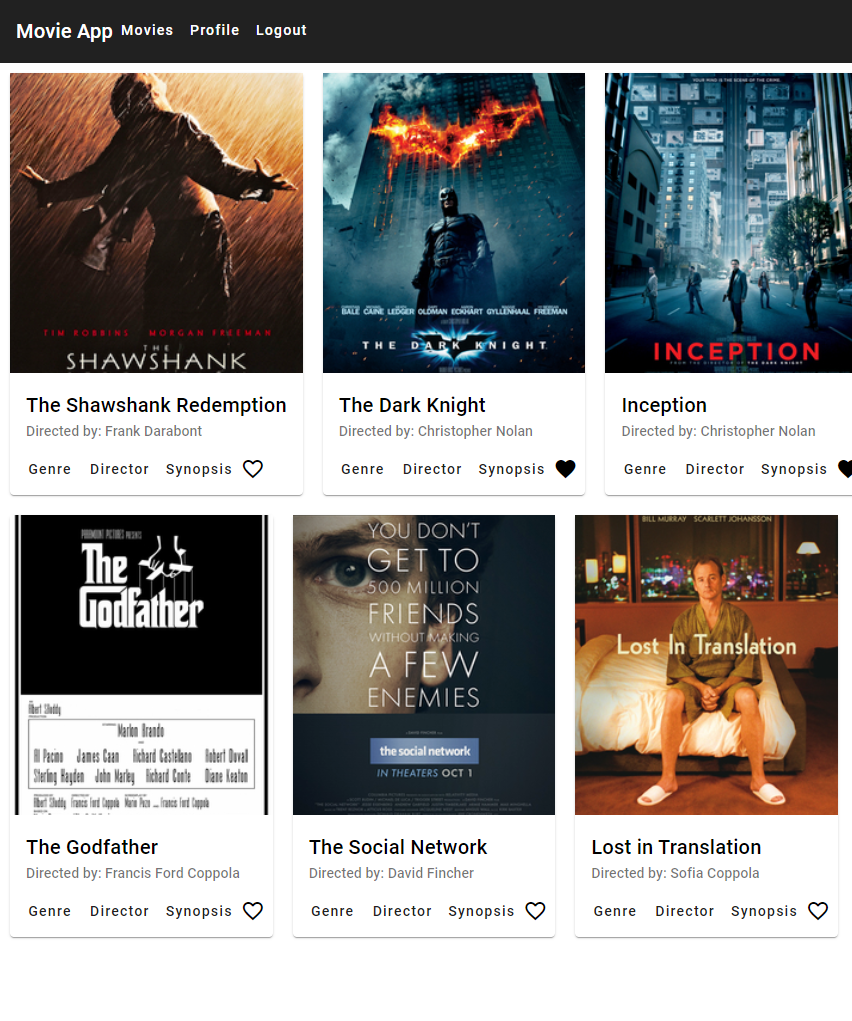 Movie App Movies Profile Logout
TIM ROBBINS MORGAN FREEMAN
THE
SHAWSHANK
The Shawshank Redemption
Directed by: Frank Darabont
Genre Director Synopsis
BALE CAINE LEDGER OLDMAN ECKHART GYLLENHAAL FREEMAN
THE DARK KNIGHT
The Dark Knight
Directed by: Christopher Nolan
Genre Director Synopsis
YOUR MIND IS THE SCENE OF THE CRIME.
INCEPTION
FROM THE DIRECTOR OF THE DARK KNIGHT
Inception
Directed by: Christopher Nolan
Genre Director Synopsis
PARAMOUNT PICTURES PRESENTS
The
Godfather
Albert S. Ruddy
Marlon Brando
Al Pacino James Caan Richard Castellano Robert Duvall
Sterling Hayden John Marley Richard Conte Diane Keaton
Albert S. Ruddy Francis Ford Coppola Mario Puzo Francis Ford Coppola
The Godfather
Directed by: Francis Ford Coppola
Genre Director Synopsis
YOU DON'T
GET TO
500 MILLION
FRIENDS
WITHOUT MAKING
A FEW
ENEMIES
the social network
IN THEATERS OCT 1
The Social Network
Directed by: David Fincher
Genre Director Synopsis
BILL MURRAY SCARLETT JOHANSSON
Lost In Translation
Lost in Translation
Directed by: Sofia Coppola
Genre Director Synopsis